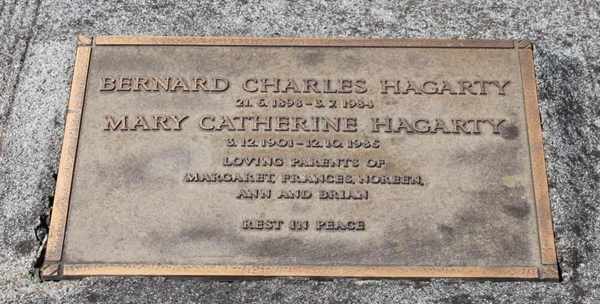 BERNARD CHARLES HAGARTY
21. 6. 1898 - 3. 2. 1984
MARY CATHERINE HAGARTY
3. 12. 1901 - 12. 10. 1985
LOVING PARENTS OF
MARGARET, FRANCES, NOREEN,
ANN AND BRIAN
REST IN PEACE